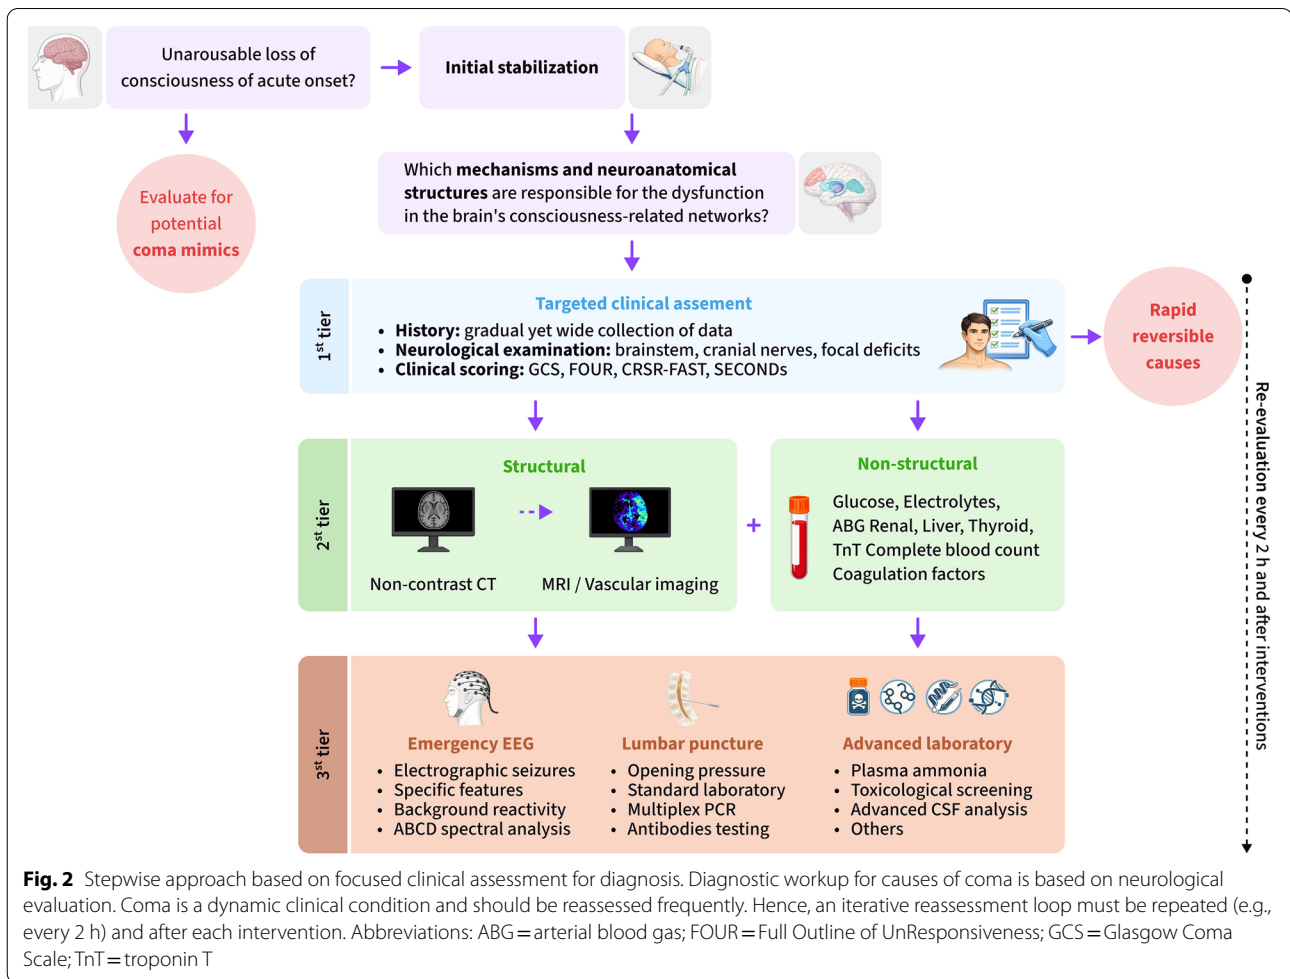 Unarousable loss of
consciousness of acute onset?
Initial stabilization
Evaluate for
potential
coma mimics
Which mechanisms and neuroanatomical
structures are responsible for the dysfunction
in the brain's consciousness-related networks?
1st tier
Targeted clinical assement
• History: gradual yet wide collection of data
• Neurological examination: brainstem, cranial nerves, focal deficits
• Clinical scoring: GCS, FOUR, CRSR-FAST, SECONDs
Rapid
reversible
causes
Re-evaluation every 2 h and after interventions
2st tier
Structural
Non-contrast CT
MRI / Vascular imaging
+
Non-structural
Glucose, Electrolytes,
ABG Renal, Liver, Thyroid,
TnT Complete blood count
Coagulation factors
3st tier
Emergency EEG
• Electrographic seizures
• Specific features
• Background reactivity
• ABCD spectral analysis
Lumbar puncture
• Opening pressure
• Standard laboratory
• Multiplex PCR
• Antibodies testing
Advanced laboratory
• Plasma ammonia
• Toxicological screening
• Advanced CSF analysis
• Others
Fig. 2 Stepwise approach based on focused clinical assessment for diagnosis. Diagnostic workup for causes of coma is based on neurological
evaluation. Coma is a dynamic clinical condition and should be reassessed frequently. Hence, an iterative reassessment loop must be repeated (e.g.,
every 2 h) and after each intervention. Abbreviations: ABG = arterial blood gas; FOUR = Full Outline of UnResponsiveness; GCS = Glasgow Coma
Scale; TnT = troponin T